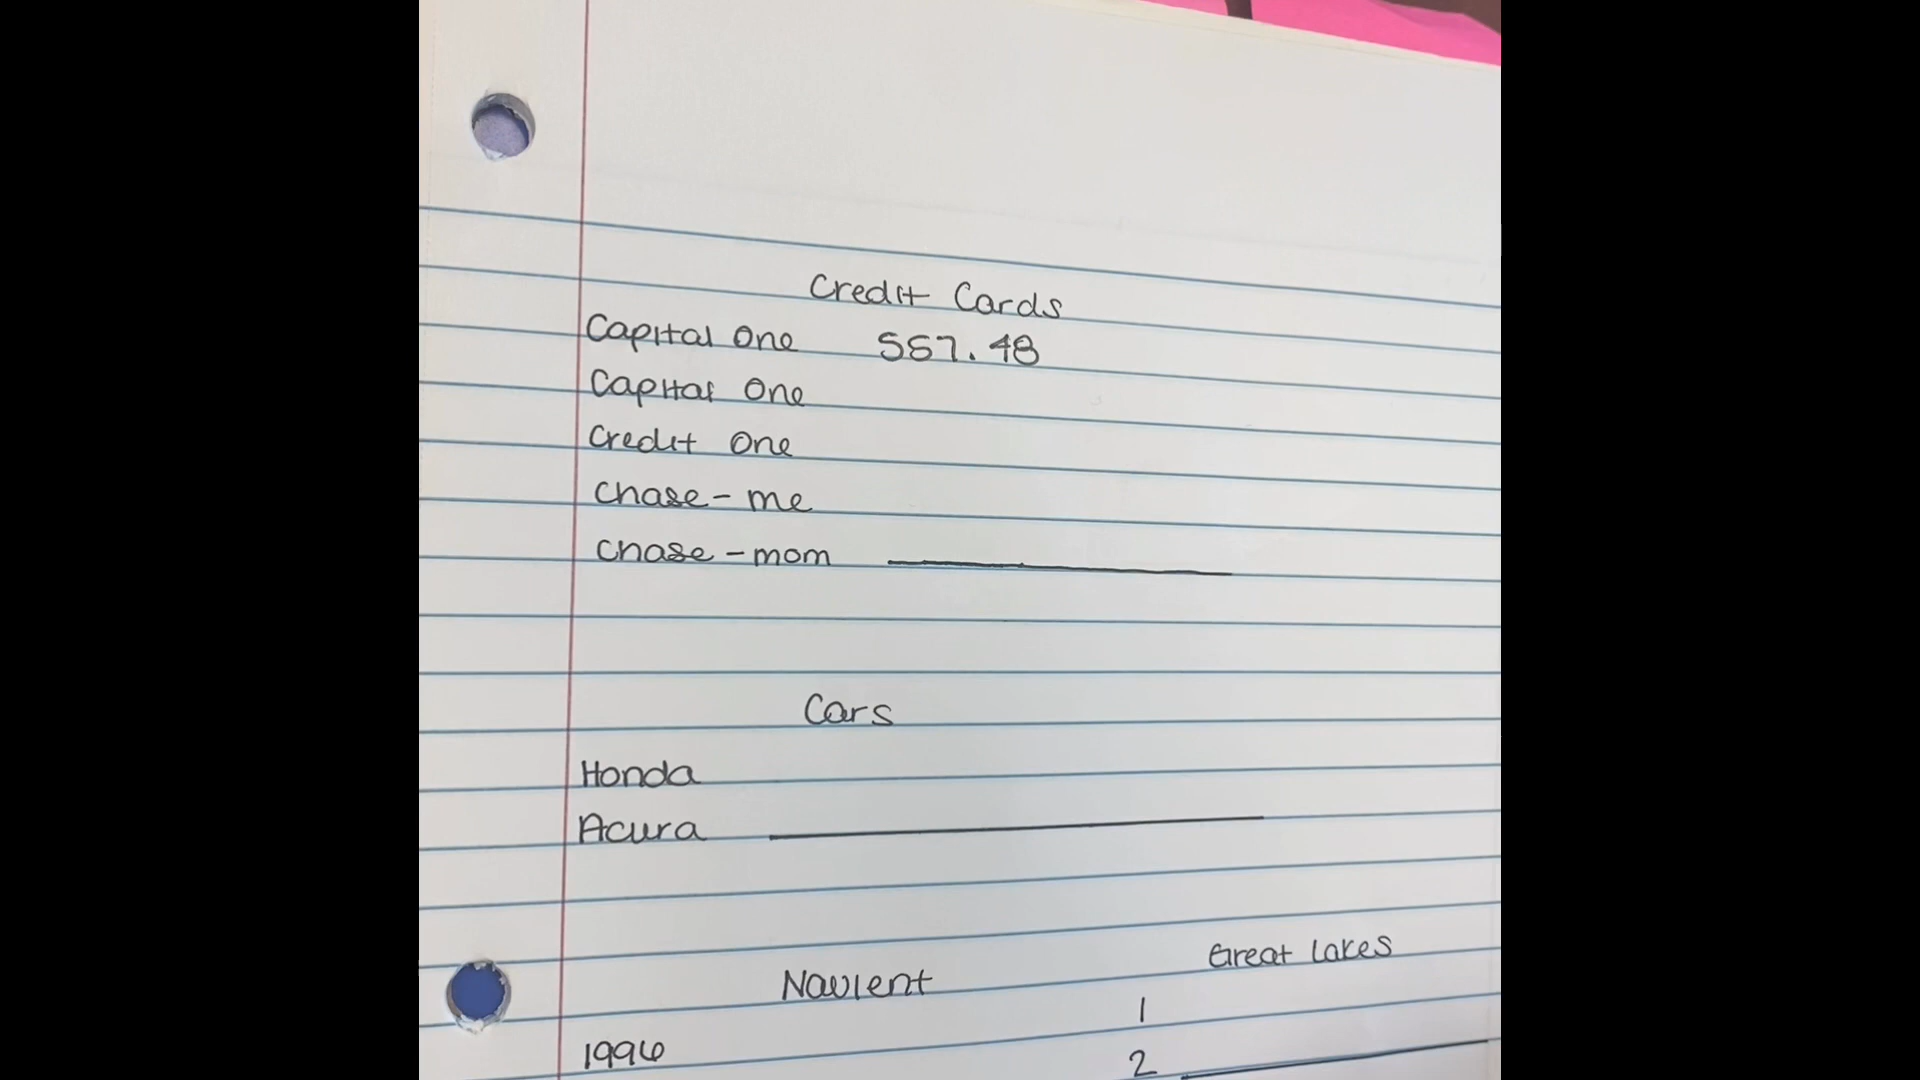 Credit Cards
Capital One 557.48
Capital One
Credit One
Chase - me
Chase - mom
Cars
Honda
Acura
Navient
Great Lakes
1
1996
2